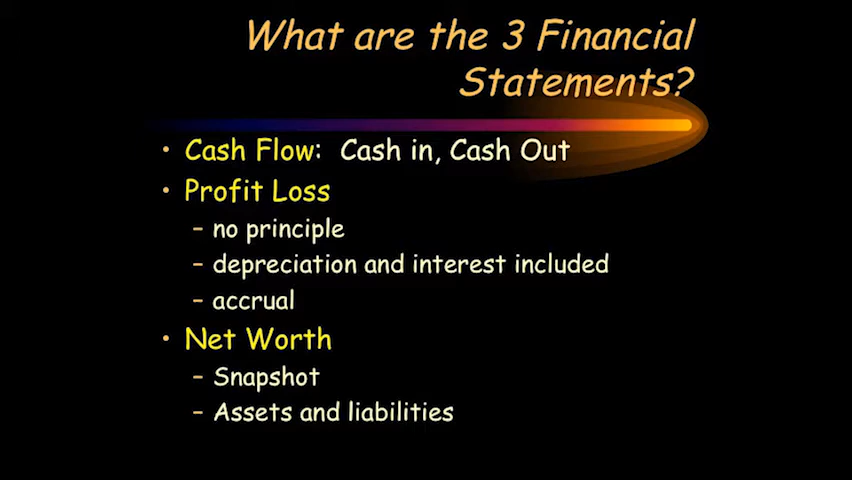 What are the 3 Financial
Statements?
• Cash Flow: Cash in, Cash Out
• Profit Loss
– no principle
– depreciation and interest included
– accrual
• Net Worth
– Snapshot
– Assets and liabilities